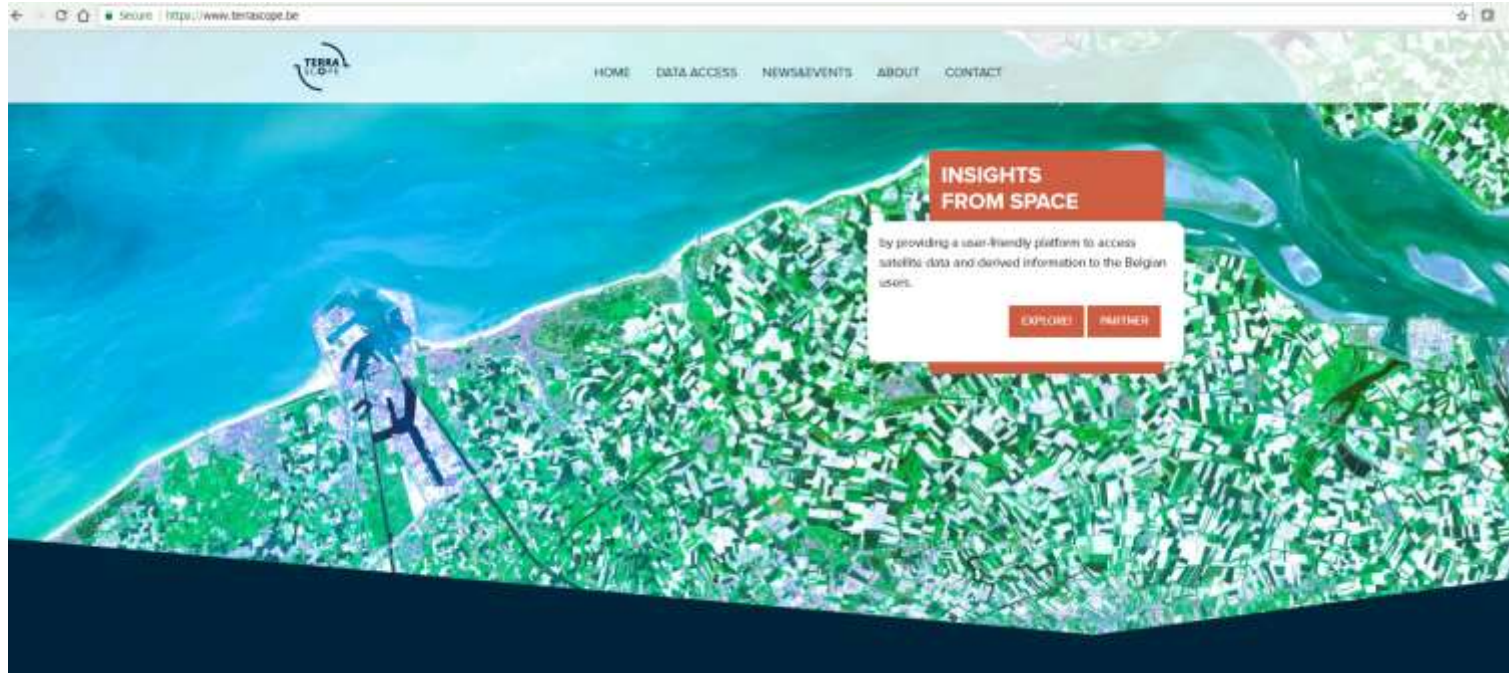 Secure | https://www.terrascope.be
TERRA
SCOPE
HOME DATA ACCESS NEWS&EVENTS ABOUT CONTACT
INSIGHTS
FROM SPACE
by providing a user-friendly platform to access
satellite data and derived information to the Belgian
users.
EXPLORE! PARTNER